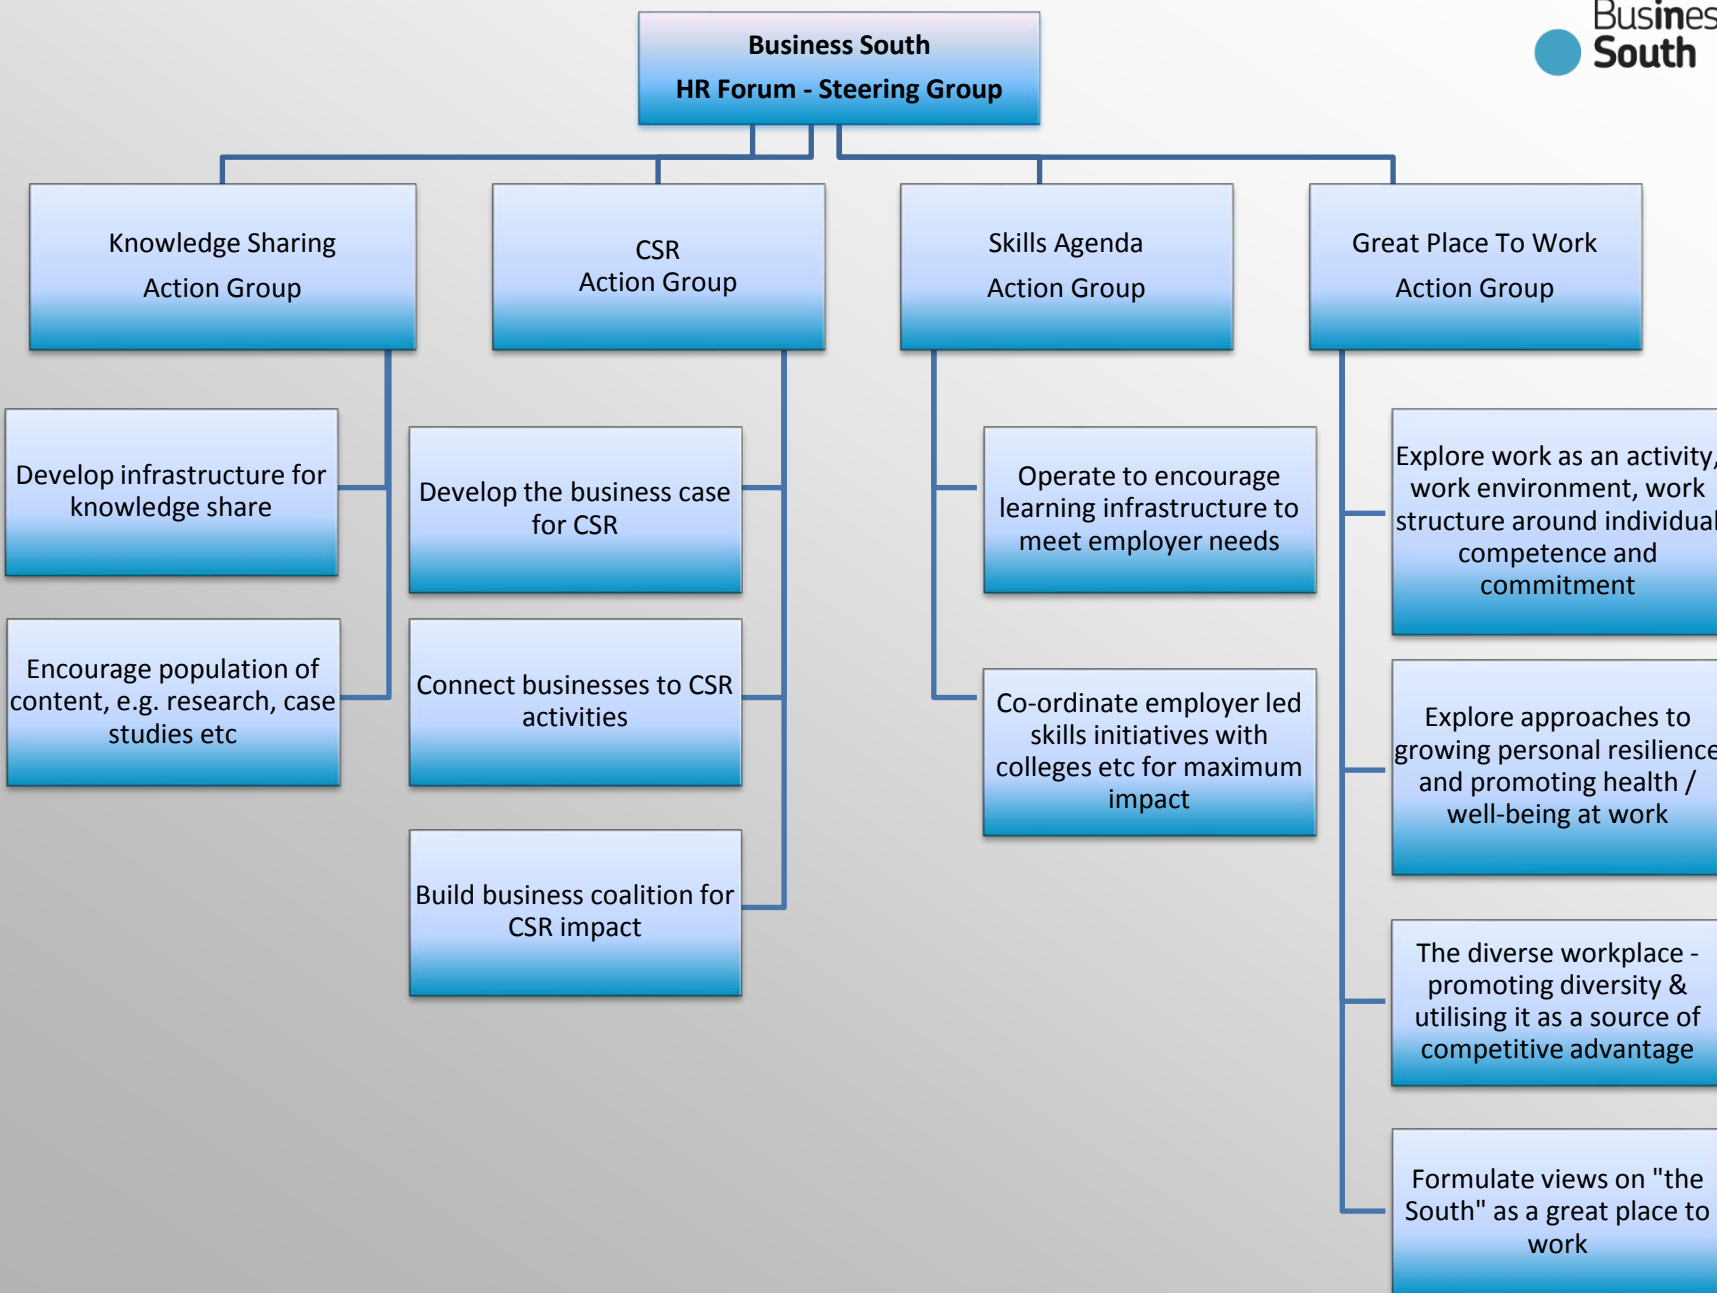 Business South
HR Forum - Steering Group
Busines
South
Knowledge Sharing
Action Group
CSR
Action Group
Skills Agenda
Action Group
Great Place To Work
Action Group
Develop infrastructure for
knowledge share
Encourage population of
content, e.g. research, case
studies etc
Develop the business case
for CSR
Connect businesses to CSR
activities
Build business coalition for
CSR impact
Operate to encourage
learning infrastructure to
meet employer needs
Co-ordinate employer led
skills initiatives with
colleges etc for maximum
impact
Explore work as an activity,
work environment, work
structure around individual
competence and
commitment
Explore approaches to
growing personal resilience
and promoting health /
well-being at work
The diverse workplace -
promoting diversity &
utilising it as a source of
competitive advantage
Formulate views on "the
South" as a great place to
work